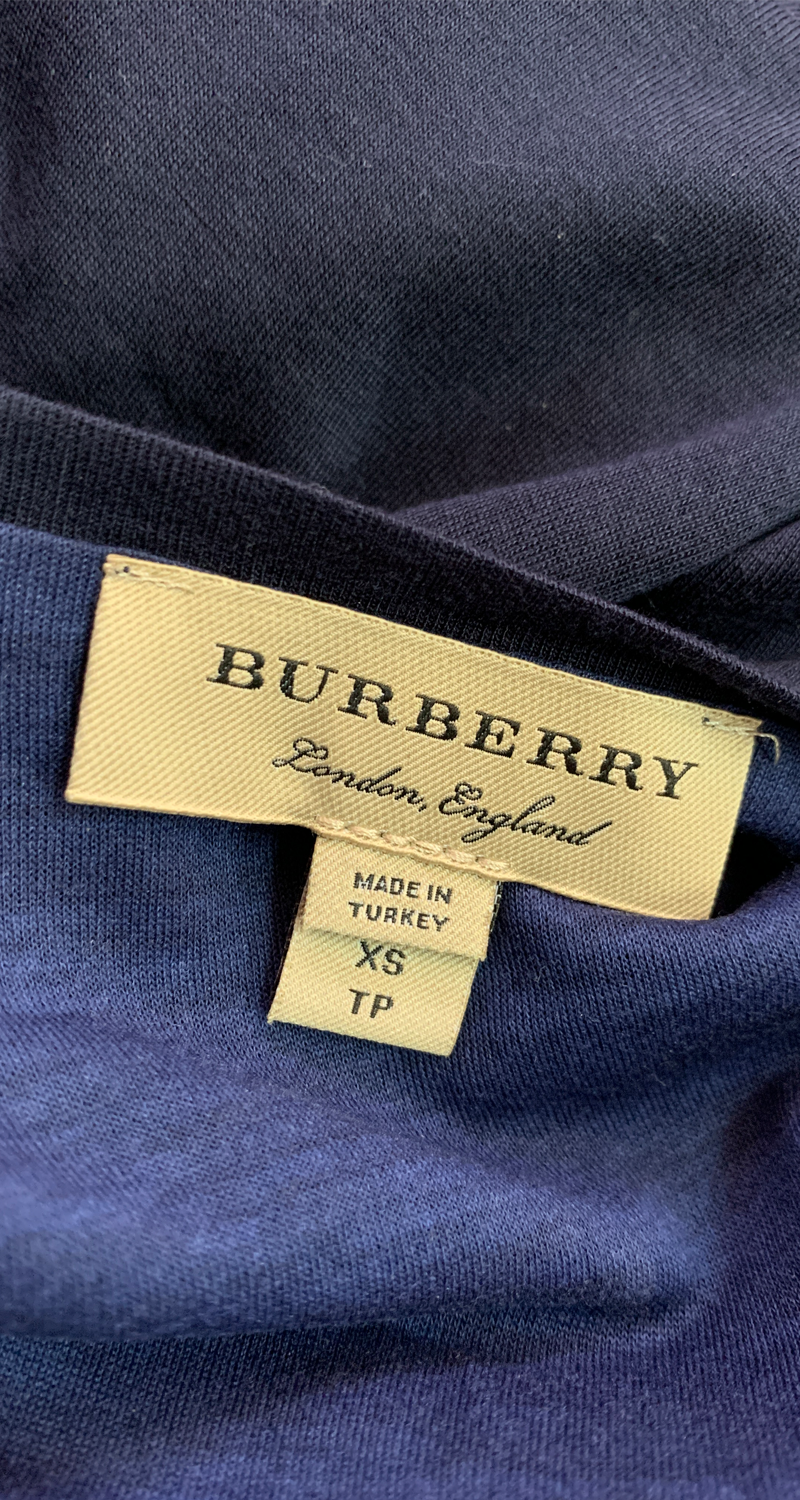 BURBERRY
London, England
MADE IN
TURKEY
XS
TP